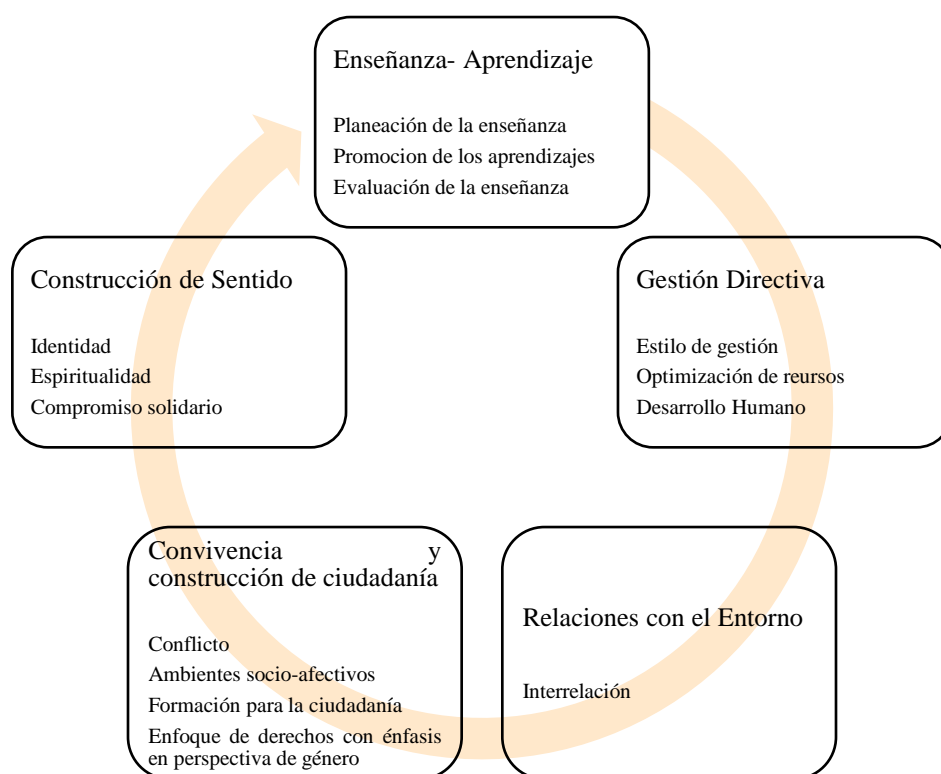 Enseñanza- Aprendizaje
Planeación de la enseñanza
Promocion de los aprendizajes
Evaluación de la enseñanza
Gestión Directiva
Estilo de gestión
Optimización de reursos
Desarrollo Humano
Relaciones con el Entorno
Interrelación
Convivencia y
construcción de ciudadanía
Conflicto
Ambientes socio-afectivos
Formación para la ciudadanía
Enfoque de derechos con énfasis
en perspectiva de género
Construcción de Sentido
Identidad
Espiritualidad
Compromiso solidario